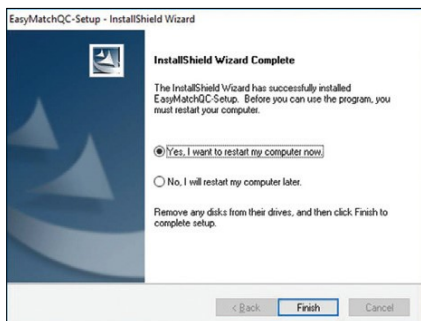 EasyMatchQC-Setup - InstallShield Wizard
InstallShield Wizard Complete
The InstallShield Wizard has successfully installed
EasyMatchQC-Setup. Before you can use the program, you
must restart your computer.
Yes, I want to restart my computer now.
No, I will restart my computer later.
Remove any disks from their drives, and then click Finish to
complete setup.
< Back Finish Cancel